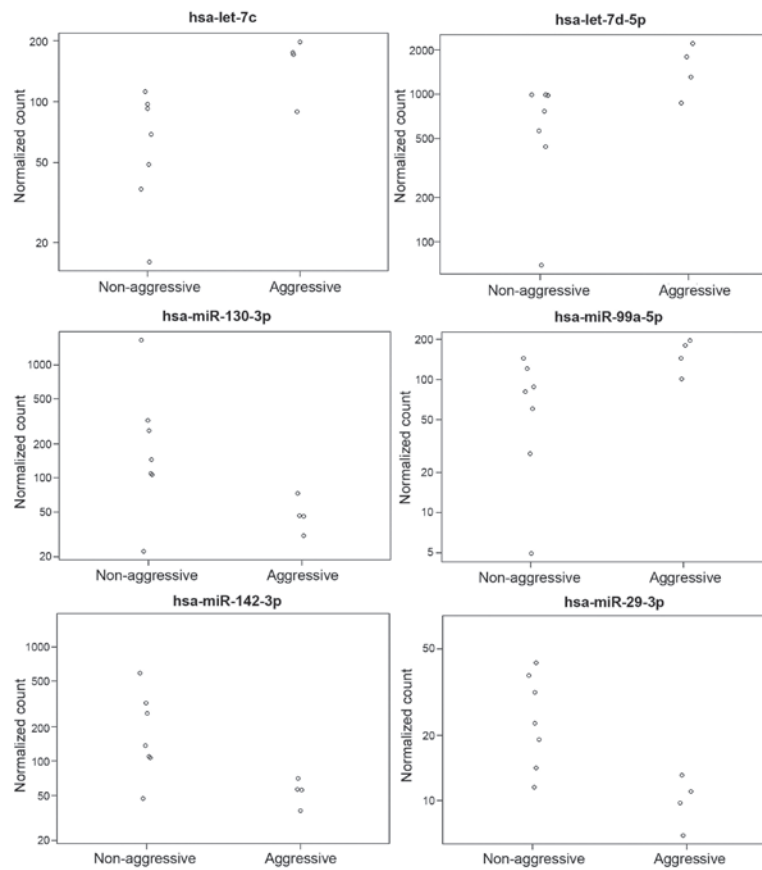 hsa-let-7c
Normalized count
200
100
50
20
Non-aggressive
Aggressive
hsa-let-7d-5p
Normalized count
2000
1000
500
100
Non-aggressive
Aggressive
hsa-miR-130-3p
Normalized count
1000
500
200
100
50
20
Non-aggressive
Aggressive
hsa-miR-99a-5p
Normalized count
200
100
50
20
10
5
Non-aggressive
Aggressive
hsa-miR-142-3p
Normalized count
1000
500
200
100
50
20
Non-aggressive
Aggressive
hsa-miR-29-3p
Normalized count
50
20
10
Non-aggressive
Aggressive